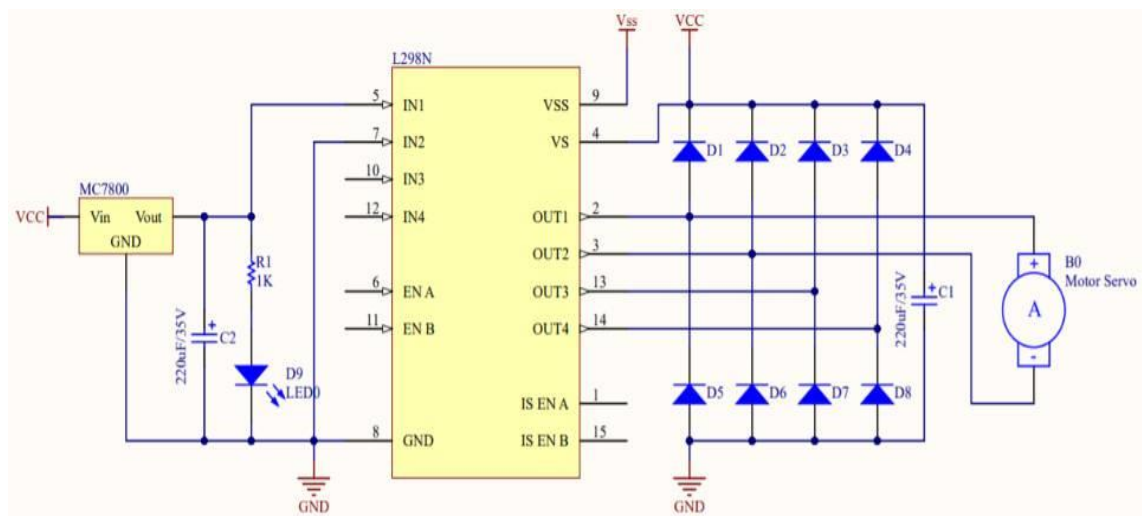 Vss
VCC
L298N
5 IN1
VSS 9
7 IN2
VS 4
D1
D2
D3
D4
10 IN3
MC7800
VCC
Vin
Vout
GND
12 IN4
OUT1 2
OUT2 3
R1
1K
B0
Motor Servo
+
A
-
6 EN A
OUT3 13
+
C1
220uF/35V
11 EN B
OUT4 14
+
C2
220uF/35V
D9
LED0
D5
D6
D7
D8
IS EN A 1
8 GND
IS EN B 15
GND
GND